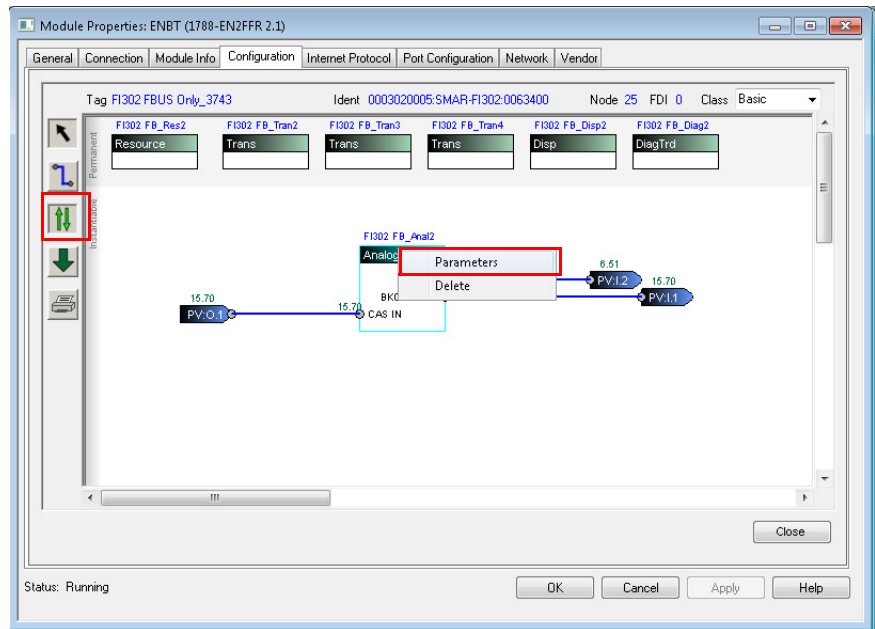 Module Properties: ENBT (1788-EN2FFR 2.1)
General Connection Module Info Configuration Internet Protocol Port Configuration Network Vendor
Tag FI302 FBUS Only_3743 Ident 0003020005:SMAR-FI302:0063400 Node 25 FDI 0 Class Basic
FI302 FB_Res2 FI302 FB_Tran2 FI302 FB_Tran3 FI302 FB_Tran4 FI302 FB_Disp2 FI302 FB_Diag2
Resource Trans Trans Trans Disp DiagTrd
Permanent
Instantiable
FI302 FB_Anal2
Analog
Parameters
Delete
6.51
PV:I.2
15.70
PV:I.1
BKC
15.70
PV:O.1
15.70
CAS IN
Close
Status: Running
OK Cancel Apply Help